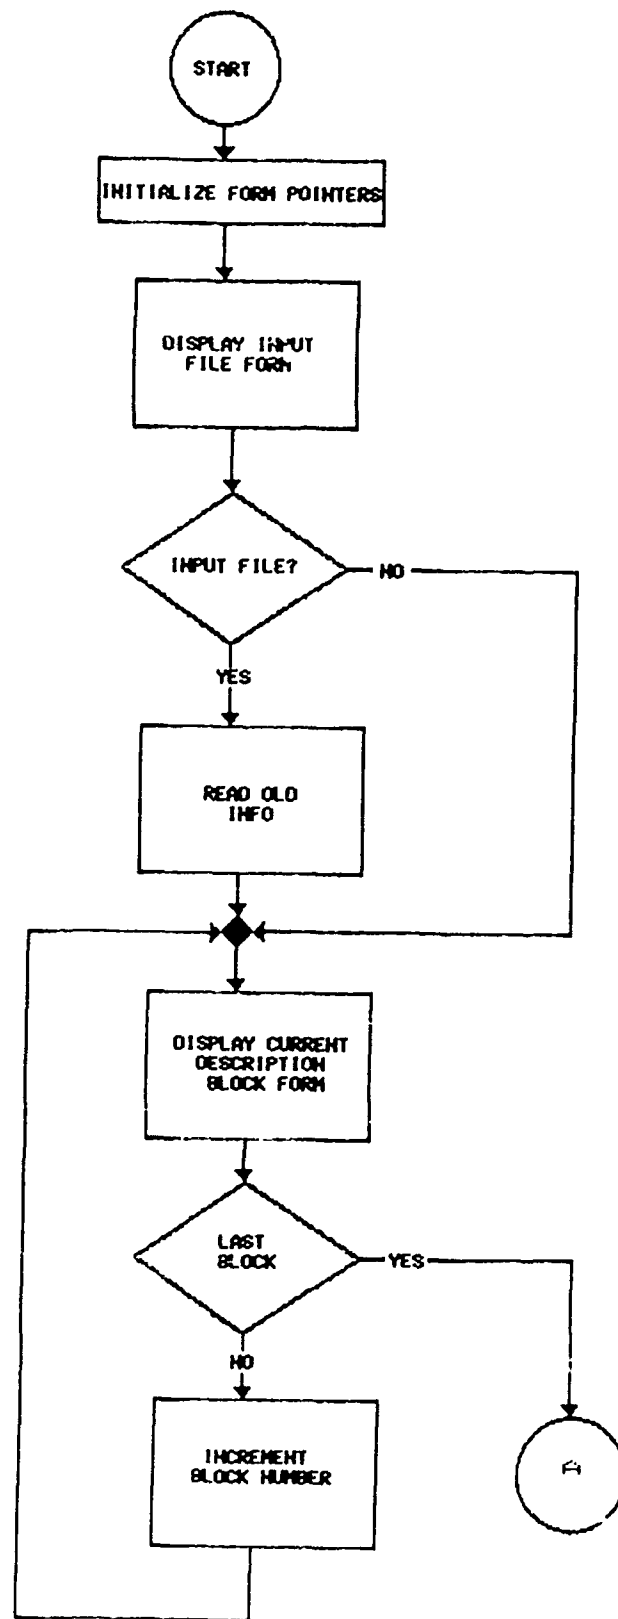 START
INITIALIZE FORM POINTERS
DISPLAY INPUT
FILE FORM
INPUT FILE?
NO
YES
READ OLD
INFO
DISPLAY CURRENT
DESCRIPTION
BLOCK FORM
LAST
BLOCK
YES
NO
INCREMENT
BLOCK NUMBER
A